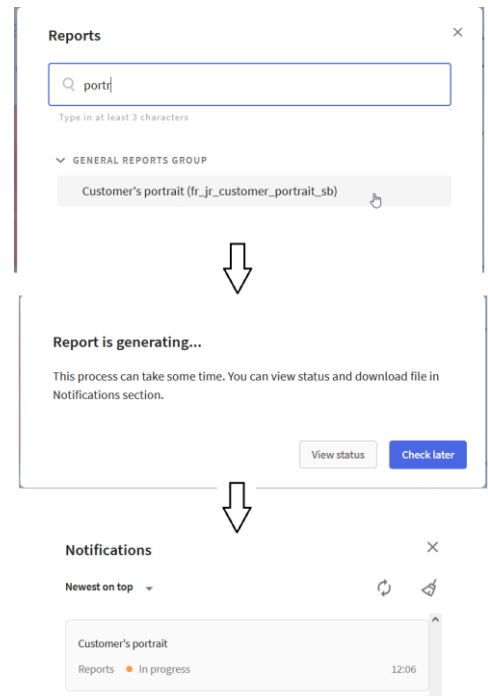 Reports
portr
Type in at least 3 characters
GENERAL REPORTS GROUP
Customer's portrait (fr_jr_customer_portrait_sb)
Report is generating...
This process can take some time. You can view status and download file in
Notifications section.
View status Check later
Notifications
Newest on top
Customer's portrait
Reports In progress 12:06